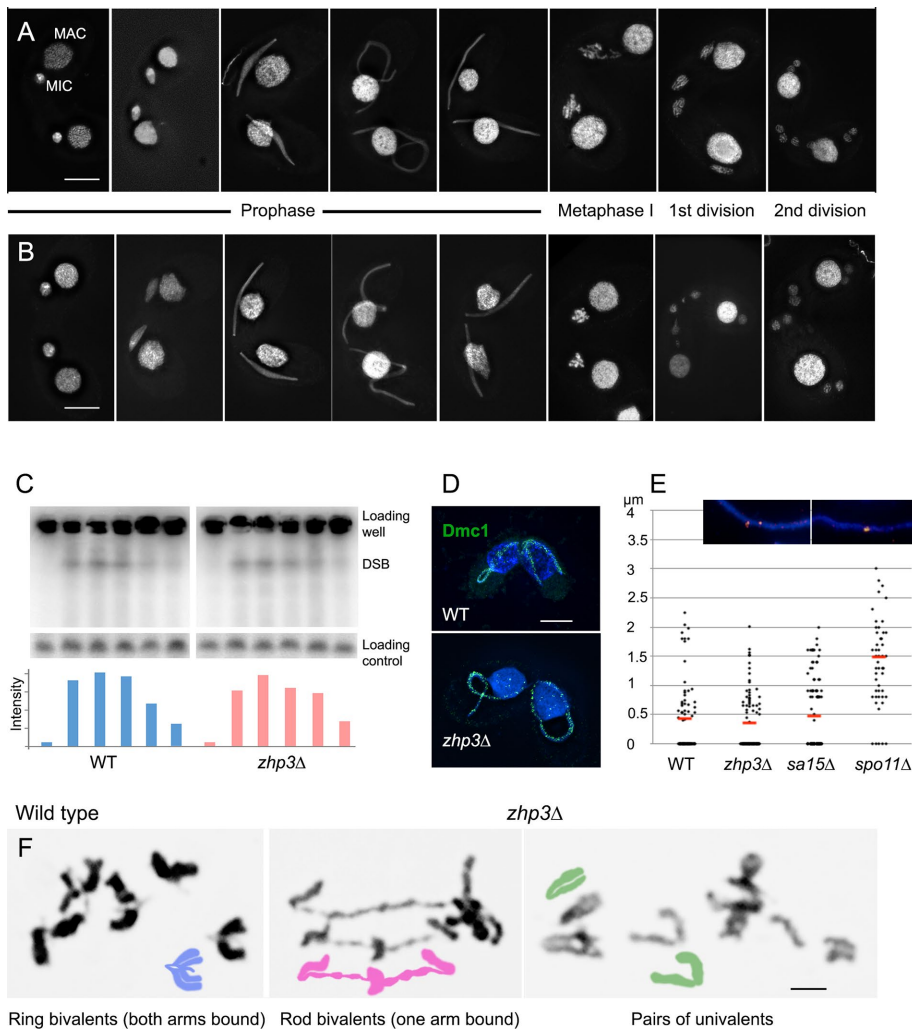 A
MAC
MIC
Prophase
Metaphase I
1st division
2nd division
B
C
Loading well
DSB
Loading control
Intensity
WT
zhp3Δ
D
Dmc1
WT
zhp3Δ
E
µm
4
3.5
3
2.5
2
1.5
1
0.5
0
WT
zhp3Δ
sa15Δ
spo11Δ
Wild type
zhp3Δ
F
Ring bivalents (both arms bound)
Rod bivalents (one arm bound)
Pairs of univalents